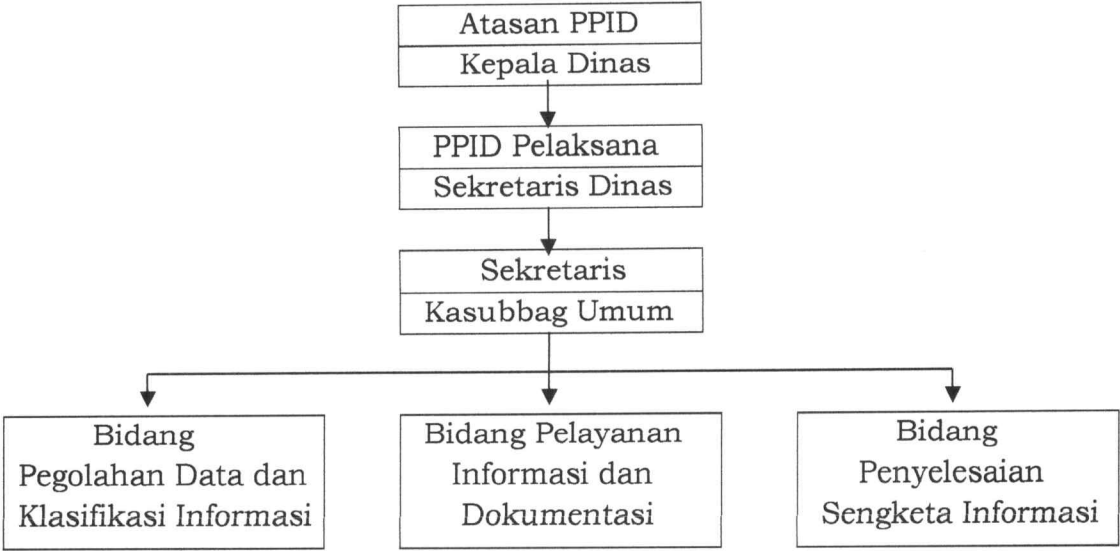 Atasan PPID
Kepala Dinas
PPID Pelaksana
Sekretaris Dinas
Sekretaris
Kasubbag Umum
Bidang
Pegolahan Data dan
Klasifikasi Informasi
Bidang Pelayanan
Informasi dan
Dokumentasi
Bidang
Penyelesaian
Sengketa Informasi